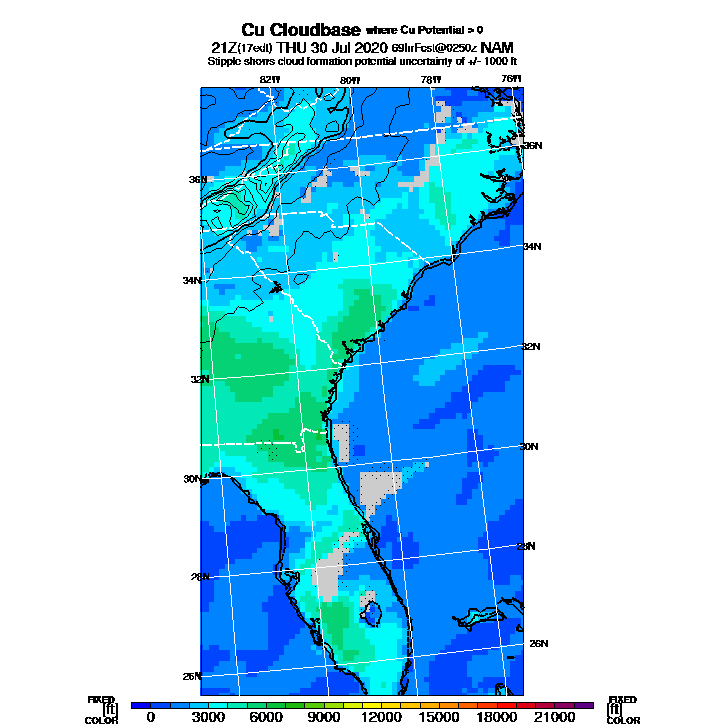 Cu Cloudbase where Cu Potential > 0
21Z(17edt) THU 30 Jul 2020 69hrFcst@0250z NAM
Stipple shows cloud formation potential uncertainty of +/- 1000 ft
82W 80W 78W 76W
36N
36N
34N
34N
32N
32N
30N
30N
28N
28N
26N
26N
FIXED FIXED
[ft] [ft]
COLOR COLOR
0 3000 6000 9000 12000 15000 18000 21000